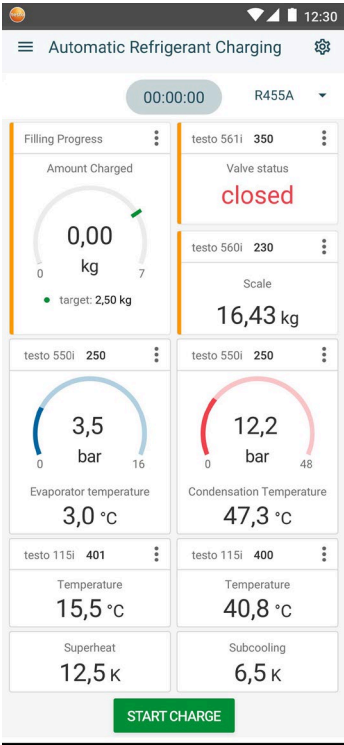 12:30
Automatic Refrigerant Charging
00:00:00
R455A
Filling Progress
Amount Charged
0,00
kg
0
7
target: 2,50 kg
testo 561i 350
Valve status
closed
testo 560i 230
Scale
16,43 kg
testo 550i 250
3,5
bar
0
16
Evaporator temperature
3,0 °C
testo 550i 250
12,2
bar
0
48
Condensation Temperature
47,3 °C
testo 115i 401
Temperature
15,5 °C
testo 115i 400
Temperature
40,8 °C
Superheat
12,5 K
Subcooling
6,5 K
START CHARGE